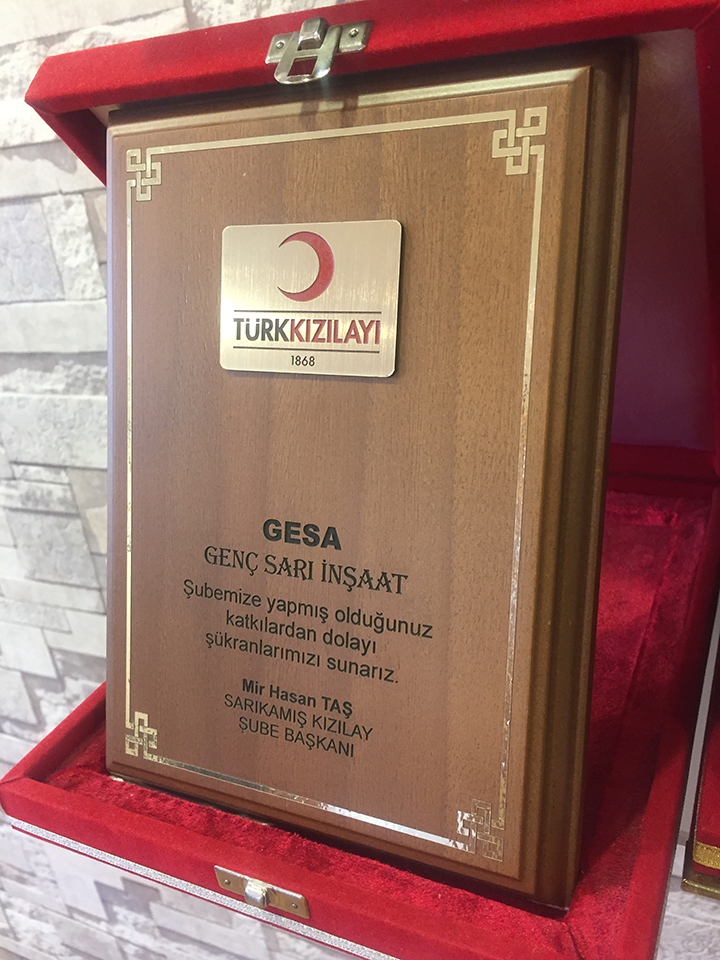 TÜRKKIZILAYI
1868
GESA
GENÇ SARI İNŞAAT
Şubemize yapmış olduğunuz
katkılardan dolayı
şükranlarımızı sunarız.
Mir Hasan TAŞ
SARIKAMIŞ KIZILAY
ŞUBE BAŞKANI